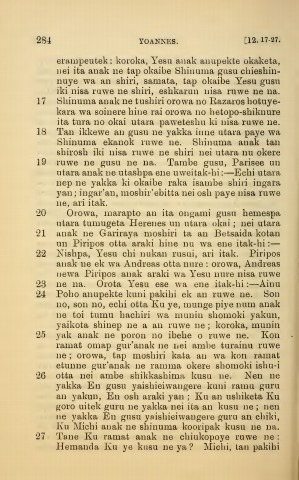 284 YOANNES. [12. 17-27.
erampeutek: koroka, Yesu anak anupekte okaketa,
nei ita anak ne tap okaibe Shinuma gusu chieshin-
nuye wa an shiri, samata, tap okaibe Yesu gusu
iki nisa ruwe ne shiri, eshkarun nisa ruwe ne na.
17 Shinuma anak ne tushiri orowa no Razaros hotuye-
kara wa soinere hine rai orowa no hetopo-shiknure
ita tura no okai utara paweteshu ki nisa ruwe ne.
18 Tan ikkewe an gusu ne yakka inne utara paye wa
Shinuma ekanok ruwe ne. Shinuma anak tan
shirosh iki nisa ruwe ne shiri nei utara nu okere
19 ruwe ne gusu ne na. Tambe gusu, Parisee un
utara anak ne utashpa ene uweitak-hi:—Echi utara
nep ne yakka ki okaibe raka isambe shiri ingara
yan; ingar'an, moshir'ebitta nei osh paye nisa ruwe
ne, ari itak.
20 Orowa, marapto an ita ongami gusu hemespa
utara tumugeta Herenes un utara okai; nei utara
21 anak ne Gariraya moshiri ta an Betsaida kotan
un Piripos otta araki hine nu wa ene itak-hi:—
22 Nishpa, Yesu chi nukan rusui, ari itak. Piripos
anak ne ek wa Andreas otta nure: orowa, Andreas
newa Piripos anak araki wa Yesu nure nisa ruwe
23 ne na. Orota Yesu ese wa ene itak-hi:—Ainu
24 Poho anupekte kuni pakihi ek an ruwe ne. Son
no, son no, echi otta Ku ye, munge piye num anak
ne toi tumu hachiri wa muniu shomoki yakun,
yaikota shinep ne a an ruwe ne; koroka, muniu
25 yak anak ne poron no ibehe o ruwe ne. Kon
ramat omap gur'anak ne nei ambe turainu ruwe
ne; orowa, tap moshiri kata an wa kon ramat
etunne gur'anak ne ramma okere shomoki ishu-i
26 otta nei ambe shikkashima kusu ne. Nen ne
yakka En gusu yaishieiwangere kuni ramu guru
an yakun, En osh araki yan; Ku an ushiketa Ku
goro uitek guru ne yakka nei ita an kusu ne; nen
ne yakka En gusu yaishieiwangere guru an chiki,
Ku Michi anak ne shinuma kooripak kusu ne na.
27 Tane Ku ramat anak ne chiukopoye ruwe ne:
Hemanda Ku ye kusu ne ya? Michi, tan pakihi